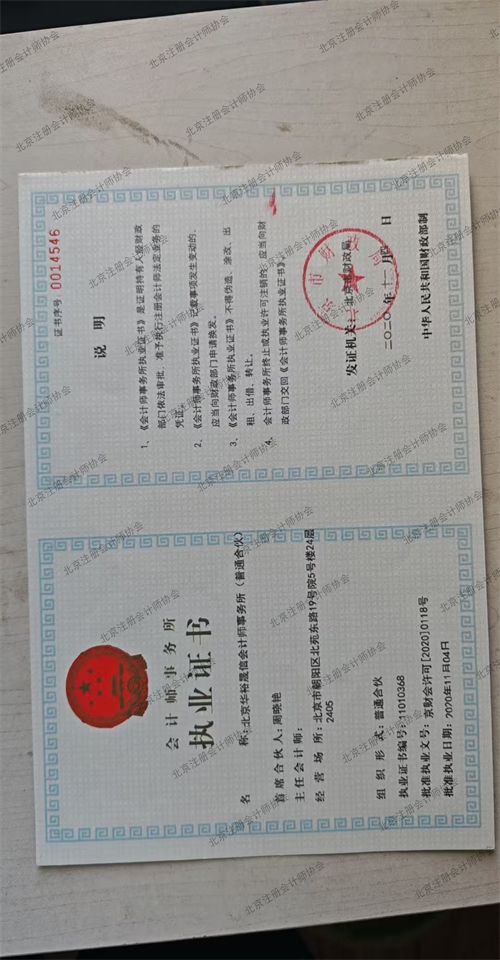 会计师事务所
执业证书
名称：北京华裕晟信会计师事务所（普通合伙）
首席合伙人：周晓艳
主任会计师：
经营场所：北京市朝阳区北苑东路19号院5号楼24层
2405
组织形式：普通合伙
执业证书编号：11010368
批准执业文号：京财会许可[2020]0118号
批准执业日期：2020年11月04日
证书序号 0014546
说明
1、《会计师事务所执业证书》是证明持有人经财政
部门依法审批，准予执行注册会计师法定业务的
凭证。
2、《会计师事务所执业证书》记载事项发生变动的，
应当向财政部门申请换发。
3、《会计师事务所执业证书》不得伪造、涂改、出
租、出借、转让。
4、会计师事务所终止或执业许可注销的，应当向财
政部门交回《会计师事务所执业证书》。
发证机关：北京市财政局
二〇二〇年十二月 日
中华人民共和国财政部制
北京注册会计师协会